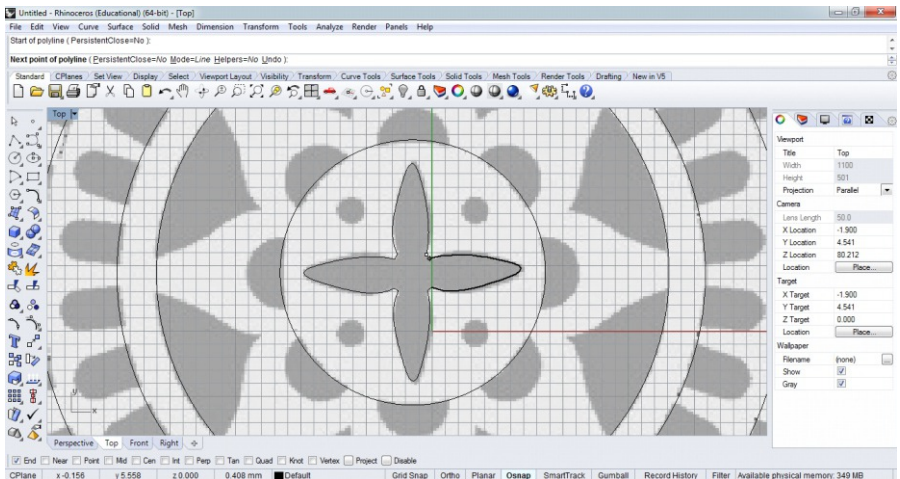 Untitled - Rhinoceros (Educational) (64-bit) - [Top]
File Edit View Curve Surface Solid Mesh Dimension Transform Tools Analyze Render Panels Help
Start of polyline ( PersistentClose=No ):
Next point of polyline ( PersistentClose=No Mode=Line Helpers=No Undo ):
Standard CPlanes Set View Display Select Viewport Layout Visibility Transform Curve Tools Surface Tools Solid Tools Mesh Tools Render Tools Drafting New in V5
Top
Viewport
Title Top
Width 1100
Height 501
Projection Parallel
Camera
Lens Length 50.0
X Location -1.900
Y Location 4.541
Z Location 80.212
Location Place...
Target
X Target -1.900
Y Target 4.541
Z Target 0.000
Location Place...
Wallpaper
Filename (none) ...
Show
Gray
y
x
Perspective Top Front Right
End Near Point Mid Cen Int Perp Tan Quad Knot Vertex Project Disable
CPlane x -0.156 y 5.558 z 0.000 0.408 mm Default Grid Snap Ortho Planar Osnap SmartTrack Gumball Record History Filter Available physical memory: 349 MB